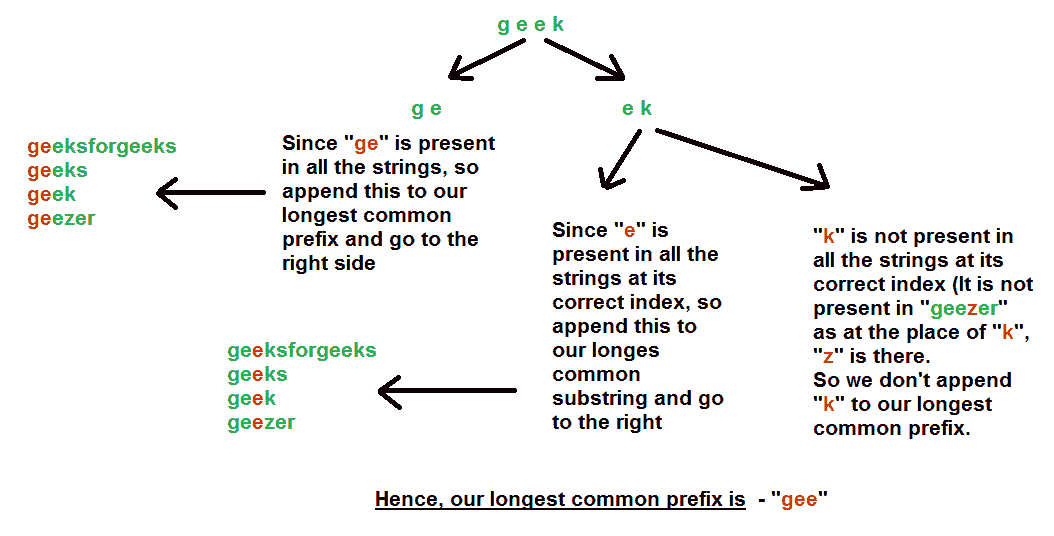 g e e k
g e
e k
geeksforgeeks
geeks
geek
geezer
Since "ge" is present
in all the strings, so
append this to our
longest common
prefix and go to the
right side
Since "e" is
present in all the
strings at its
correct index, so
append this to
our longes
common
substring and go
to the right
"k" is not present in
all the strings at its
correct index (It is not
present in "geezer"
as at the place of "k",
"z" is there.
So we don't append
"k" to our longest
common prefix.
geeksforgeeks
geeks
geek
geezer
Hence, our longest common prefix is - "gee"